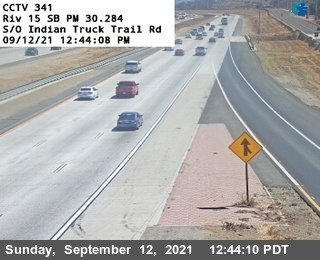 CCTV 341
Riv 15 SB PM 30.284
S/O Indian Truck Trail Rd
09/12/21 12:44:08 PM
Sunday, September 12, 2021 12:44:10 PDT